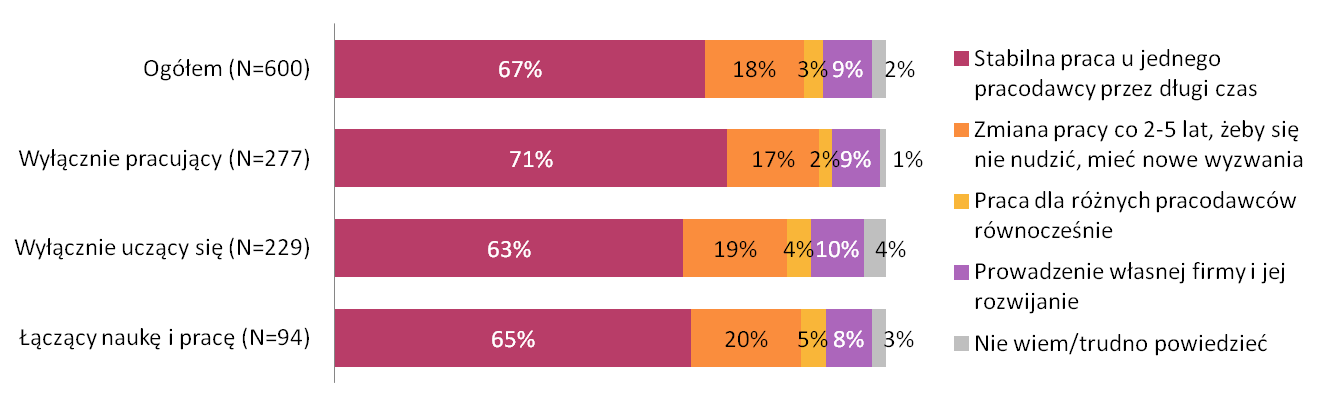 Ogółem (N=600)
67% 18% 3% 9% 2%
Wyłącznie pracujący (N=277)
71% 17% 2% 9% 1%
Wyłącznie uczący się (N=229)
63% 19% 4% 10% 4%
Łączący naukę i pracę (N=94)
65% 20% 5% 8% 3%
Stabilna praca u jednego
pracodawcy przez długi czas
Zmiana pracy co 2-5 lat, żeby się
nie nudzić, mieć nowe wyzwania
Praca dla różnych pracodawców
równocześnie
Prowadzenie własnej firmy i jej
rozwijanie
Nie wiem/trudno powiedzieć